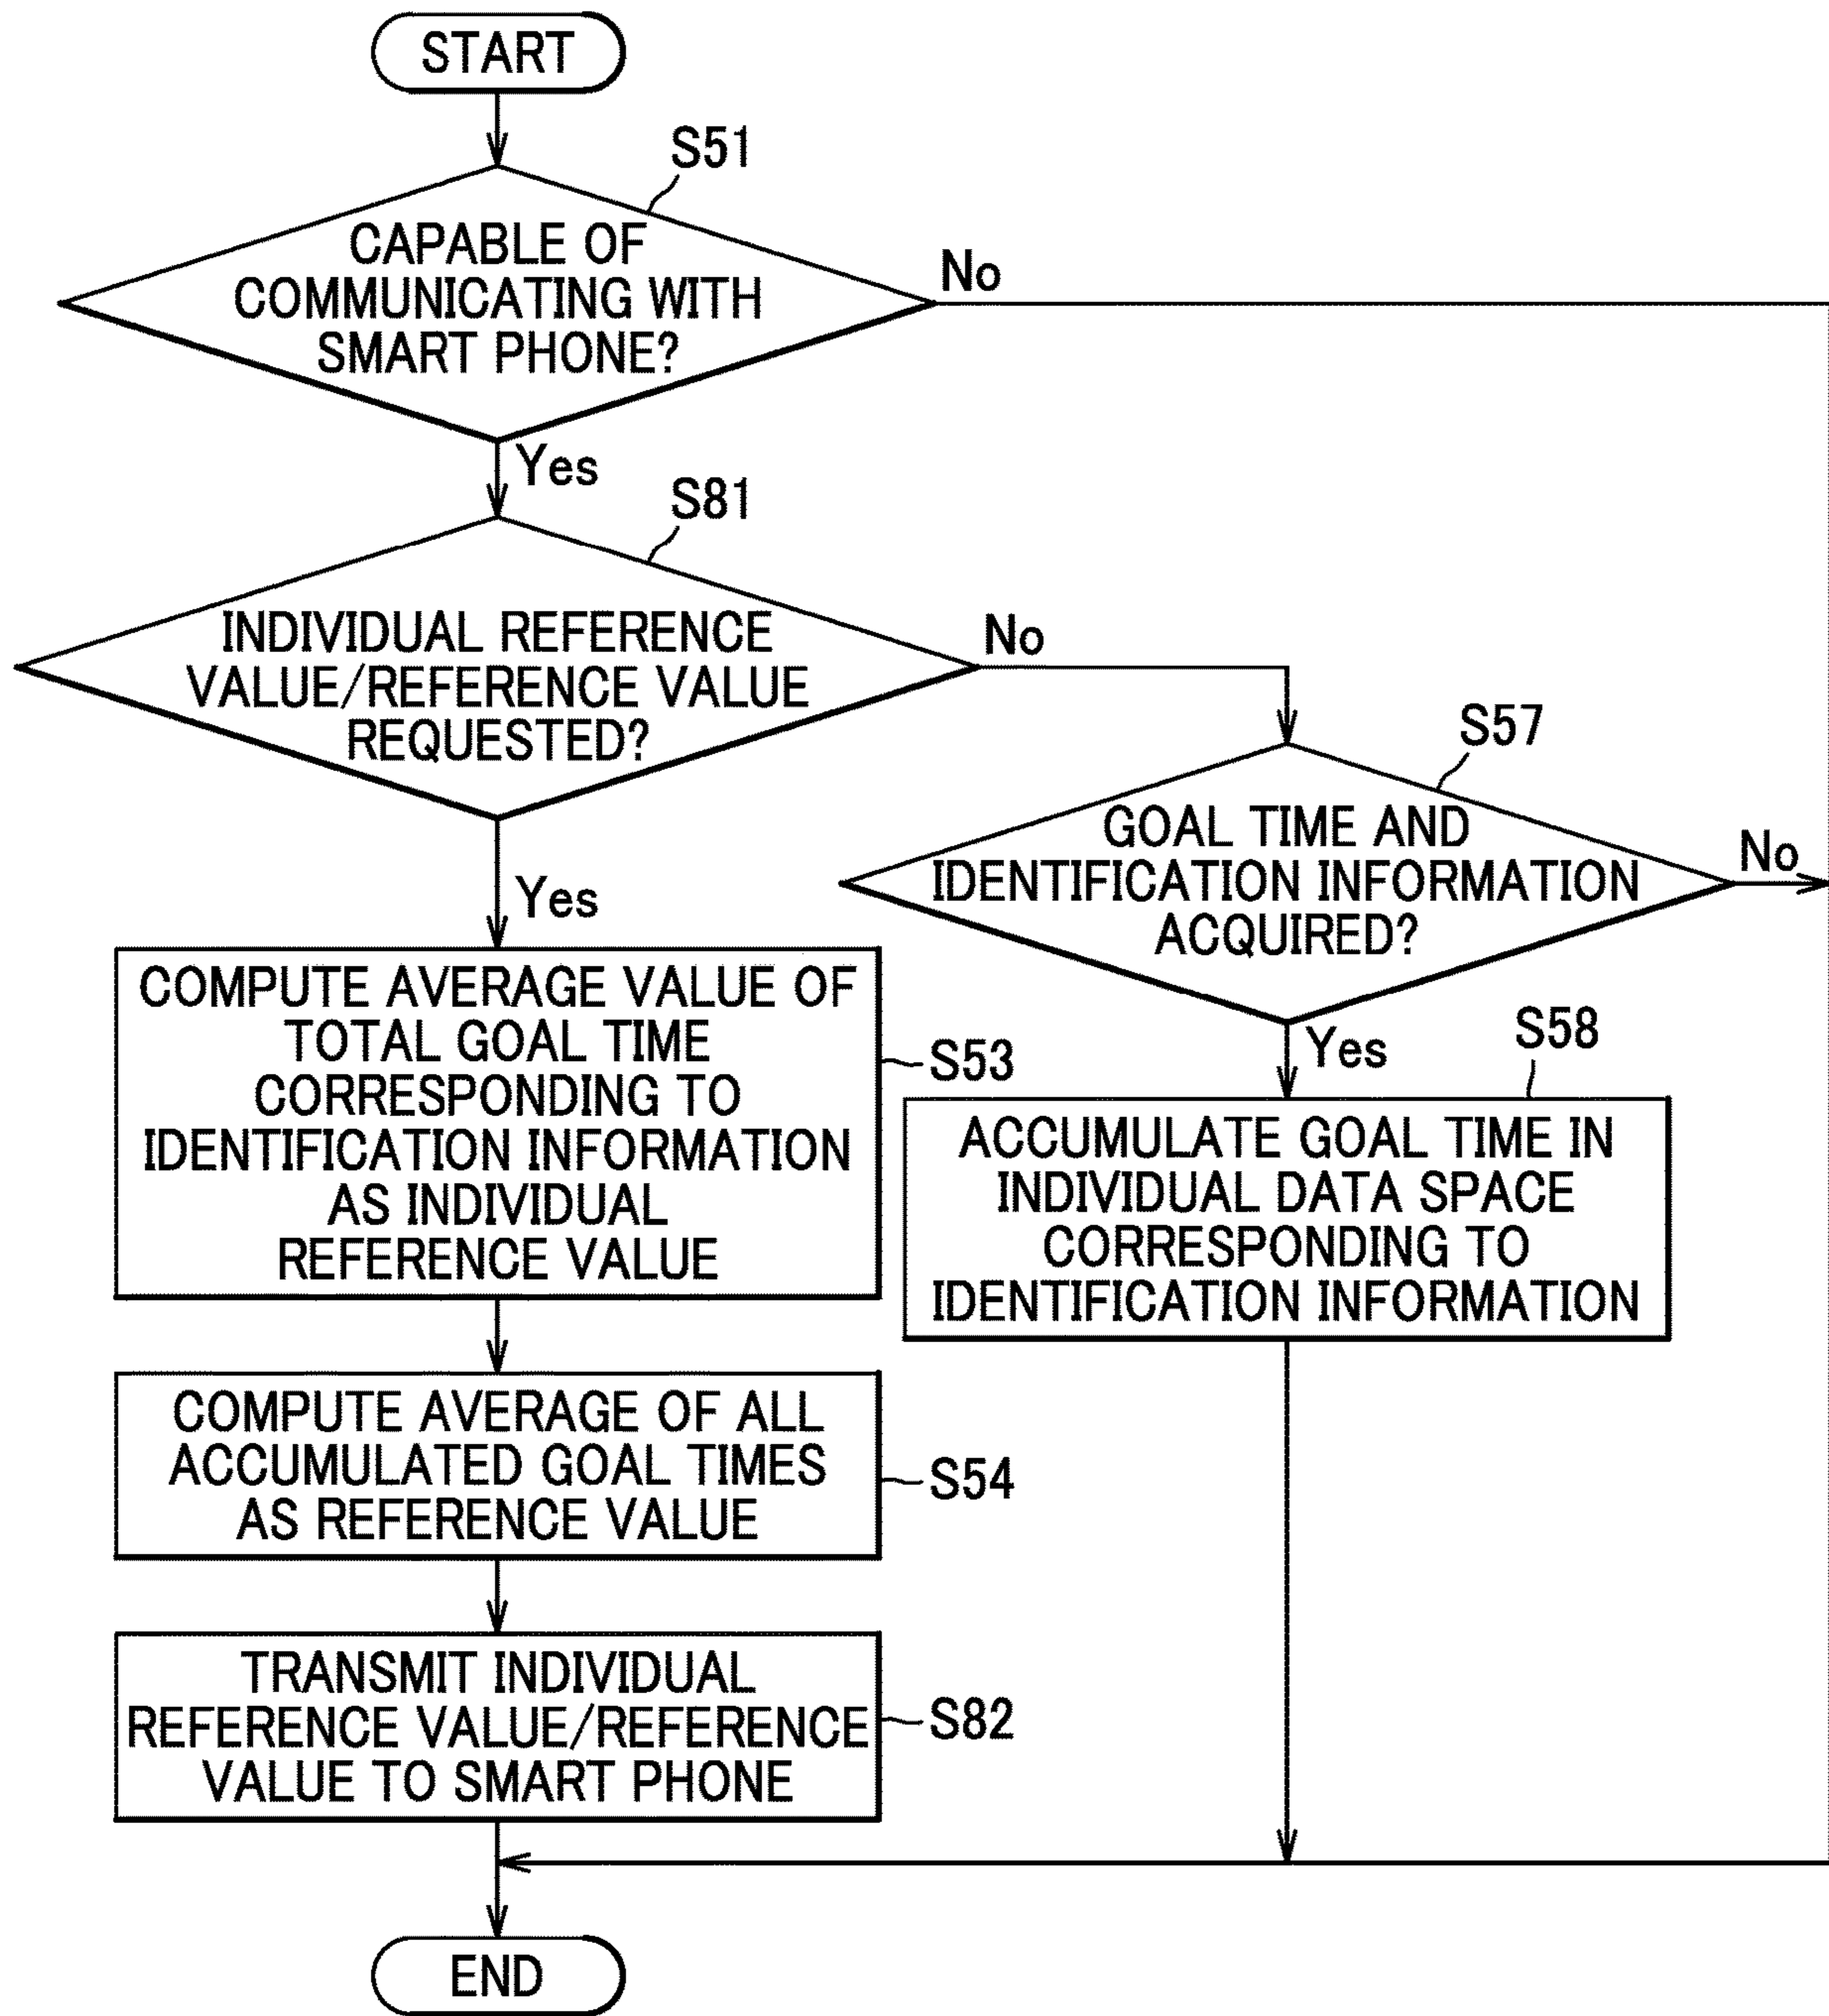 START
S51
CAPABLE OF
COMMUNICATING WITH
SMART PHONE?
No
Yes
S81
INDIVIDUAL REFERENCE
VALUE/REFERENCE VALUE
REQUESTED?
No
Yes
S57
GOAL TIME AND
IDENTIFICATION INFORMATION
ACQUIRED?
No
Yes
COMPUTE AVERAGE VALUE OF
TOTAL GOAL TIME
CORRESPONDING TO
IDENTIFICATION INFORMATION
AS INDIVIDUAL
REFERENCE VALUE
S53
S58
ACCUMULATE GOAL TIME IN
INDIVIDUAL DATA SPACE
CORRESPONDING TO
IDENTIFICATION INFORMATION
COMPUTE AVERAGE OF ALL
ACCUMULATED GOAL TIMES
AS REFERENCE VALUE
S54
TRANSMIT INDIVIDUAL
REFERENCE VALUE/REFERENCE
VALUE TO SMART PHONE
S82
END